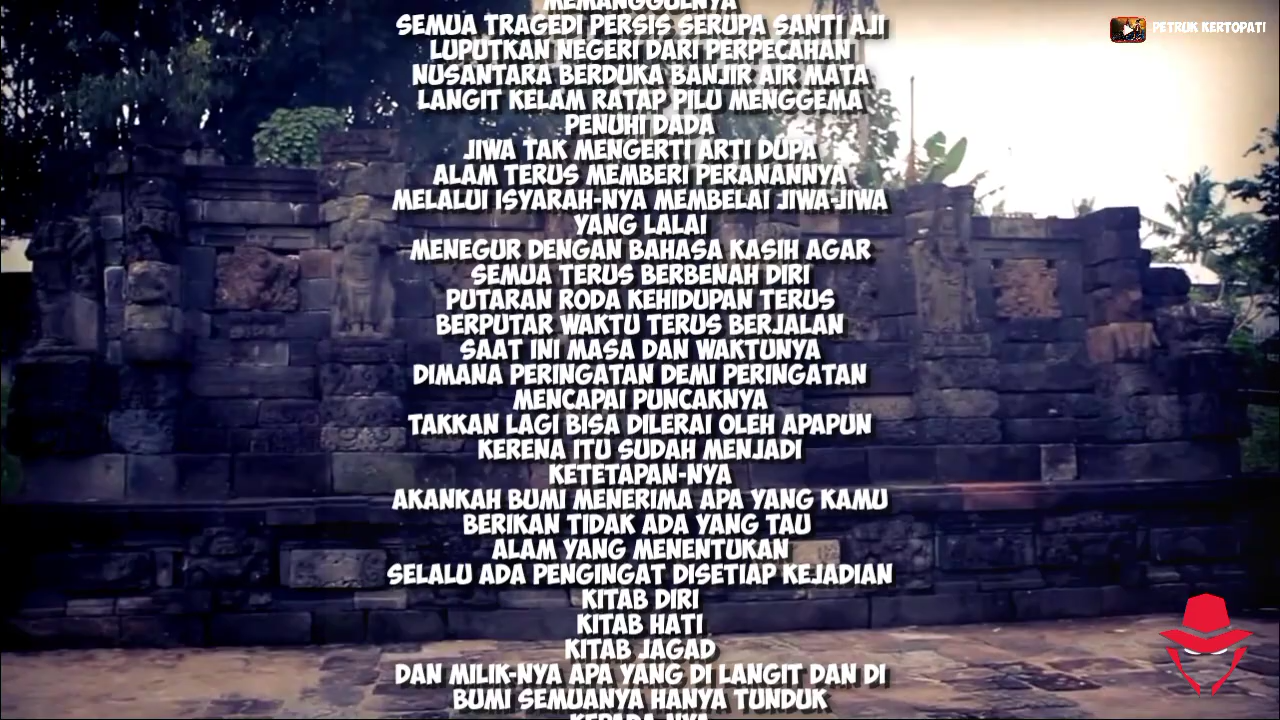 MEMANGGULNYA
SEMUA TRAGEDI PERSIS SERUPA SANTI AJI
LUPUTKAN NEGERI DARI PERPECAHAN
NUSANTARA BERDUKA BANJIR AIR MATA
LANGIT KELAM RATAP PILU MENGGEMA
PENUHI DADA
JIWA TAK MENGERTI ARTI DUPA
ALAM TERUS MEMBERI PERANANNYA
MELALUI ISYARAH-NYA MEMBELAI JIWA-JIWA
YANG LALAI
MENEGUR DENGAN BAHASA KASIH AGAR
SEMUA TERUS BERBENAH DIRI
PUTARAN RODA KEHIDUPAN TERUS
BERPUTAR WAKTU TERUS BERJALAN
SAAT INI MASA DAN WAKTUNYA
DIMANA PERINGATAN DEMI PERINGATAN
MENCAPAI PUNCAKNYA
TAKKAN LAGI BISA DILERAI OLEH APAPUN
KERENA ITU SUDAH MENJADI
KETETAPAN-NYA
AKANKAH BUMI MENERIMA APA YANG KAMU
BERIKAN TIDAK ADA YANG TAU
ALAM YANG MENENTUKAN
SELALU ADA PENGINGAT DISETIAP KEJADIAN
KITAB DIRI
KITAB HATI
KITAB JAGAD
DAN MILIK-NYA APA YANG DI LANGIT DAN DI
BUMI SEMUANYA HANYA TUNDUK
KEPADA-NYA
PETRUK KERTOPATI